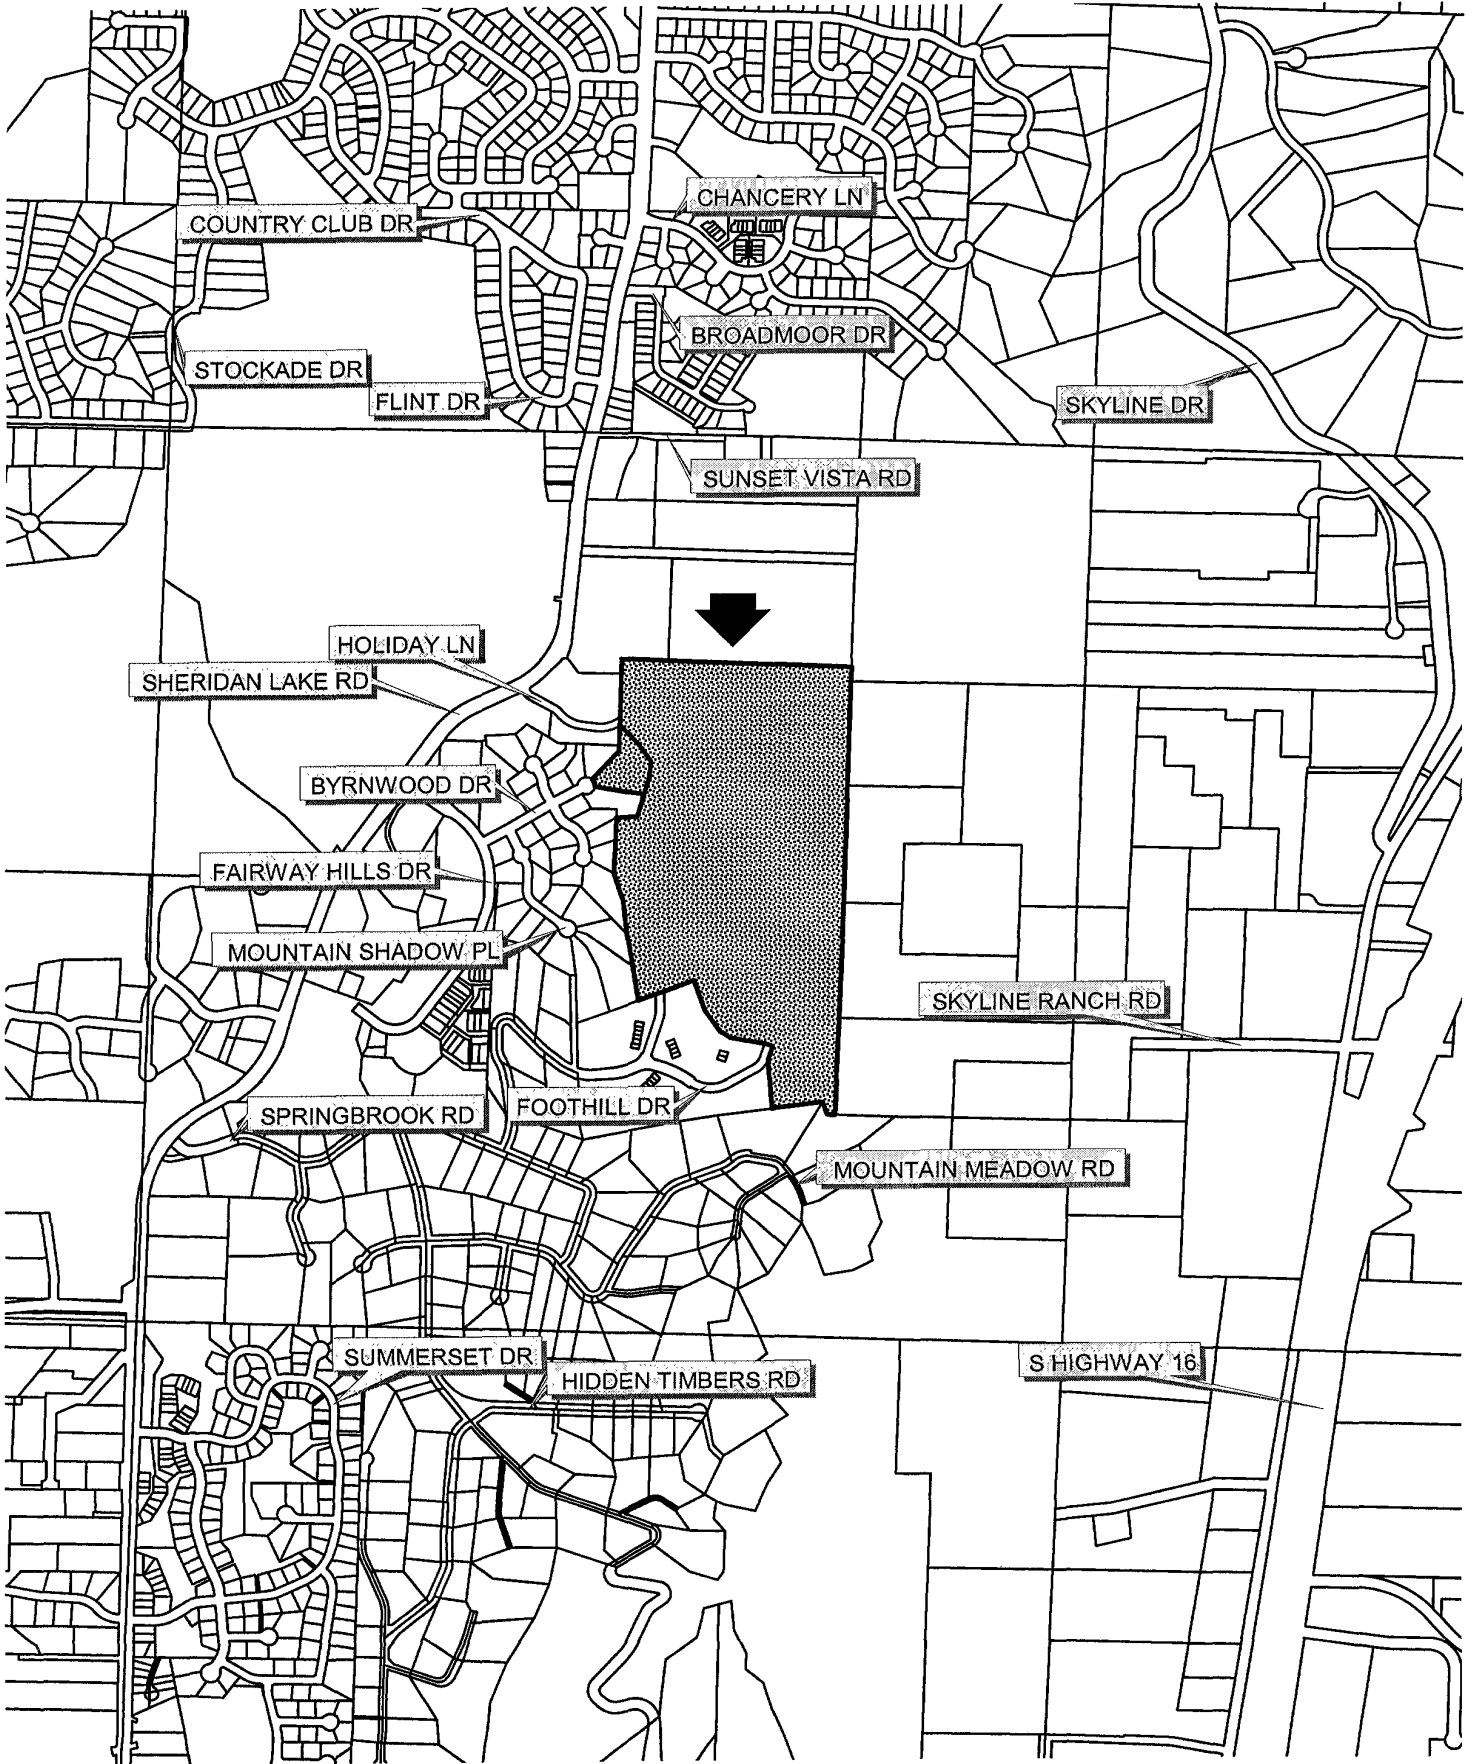 CHANCERY LN
COUNTRY CLUB DR
BROADMOOR DR
STOCKADE DR
FLINT DR
SKYLINE DR
SUNSET VISTA RD
HOLIDAY LN
SHERIDAN LAKE RD
BYRNWOOD DR
FAIRWAY HILLS DR
MOUNTAIN SHADOW PL
SKYLINE RANCH RD
SPRINGBROOK RD
FOOTHILL DR
MOUNTAIN MEADOW RD
SUMMERSET DR
S HIGHWAY 16
HIDDEN TIMBERS RD